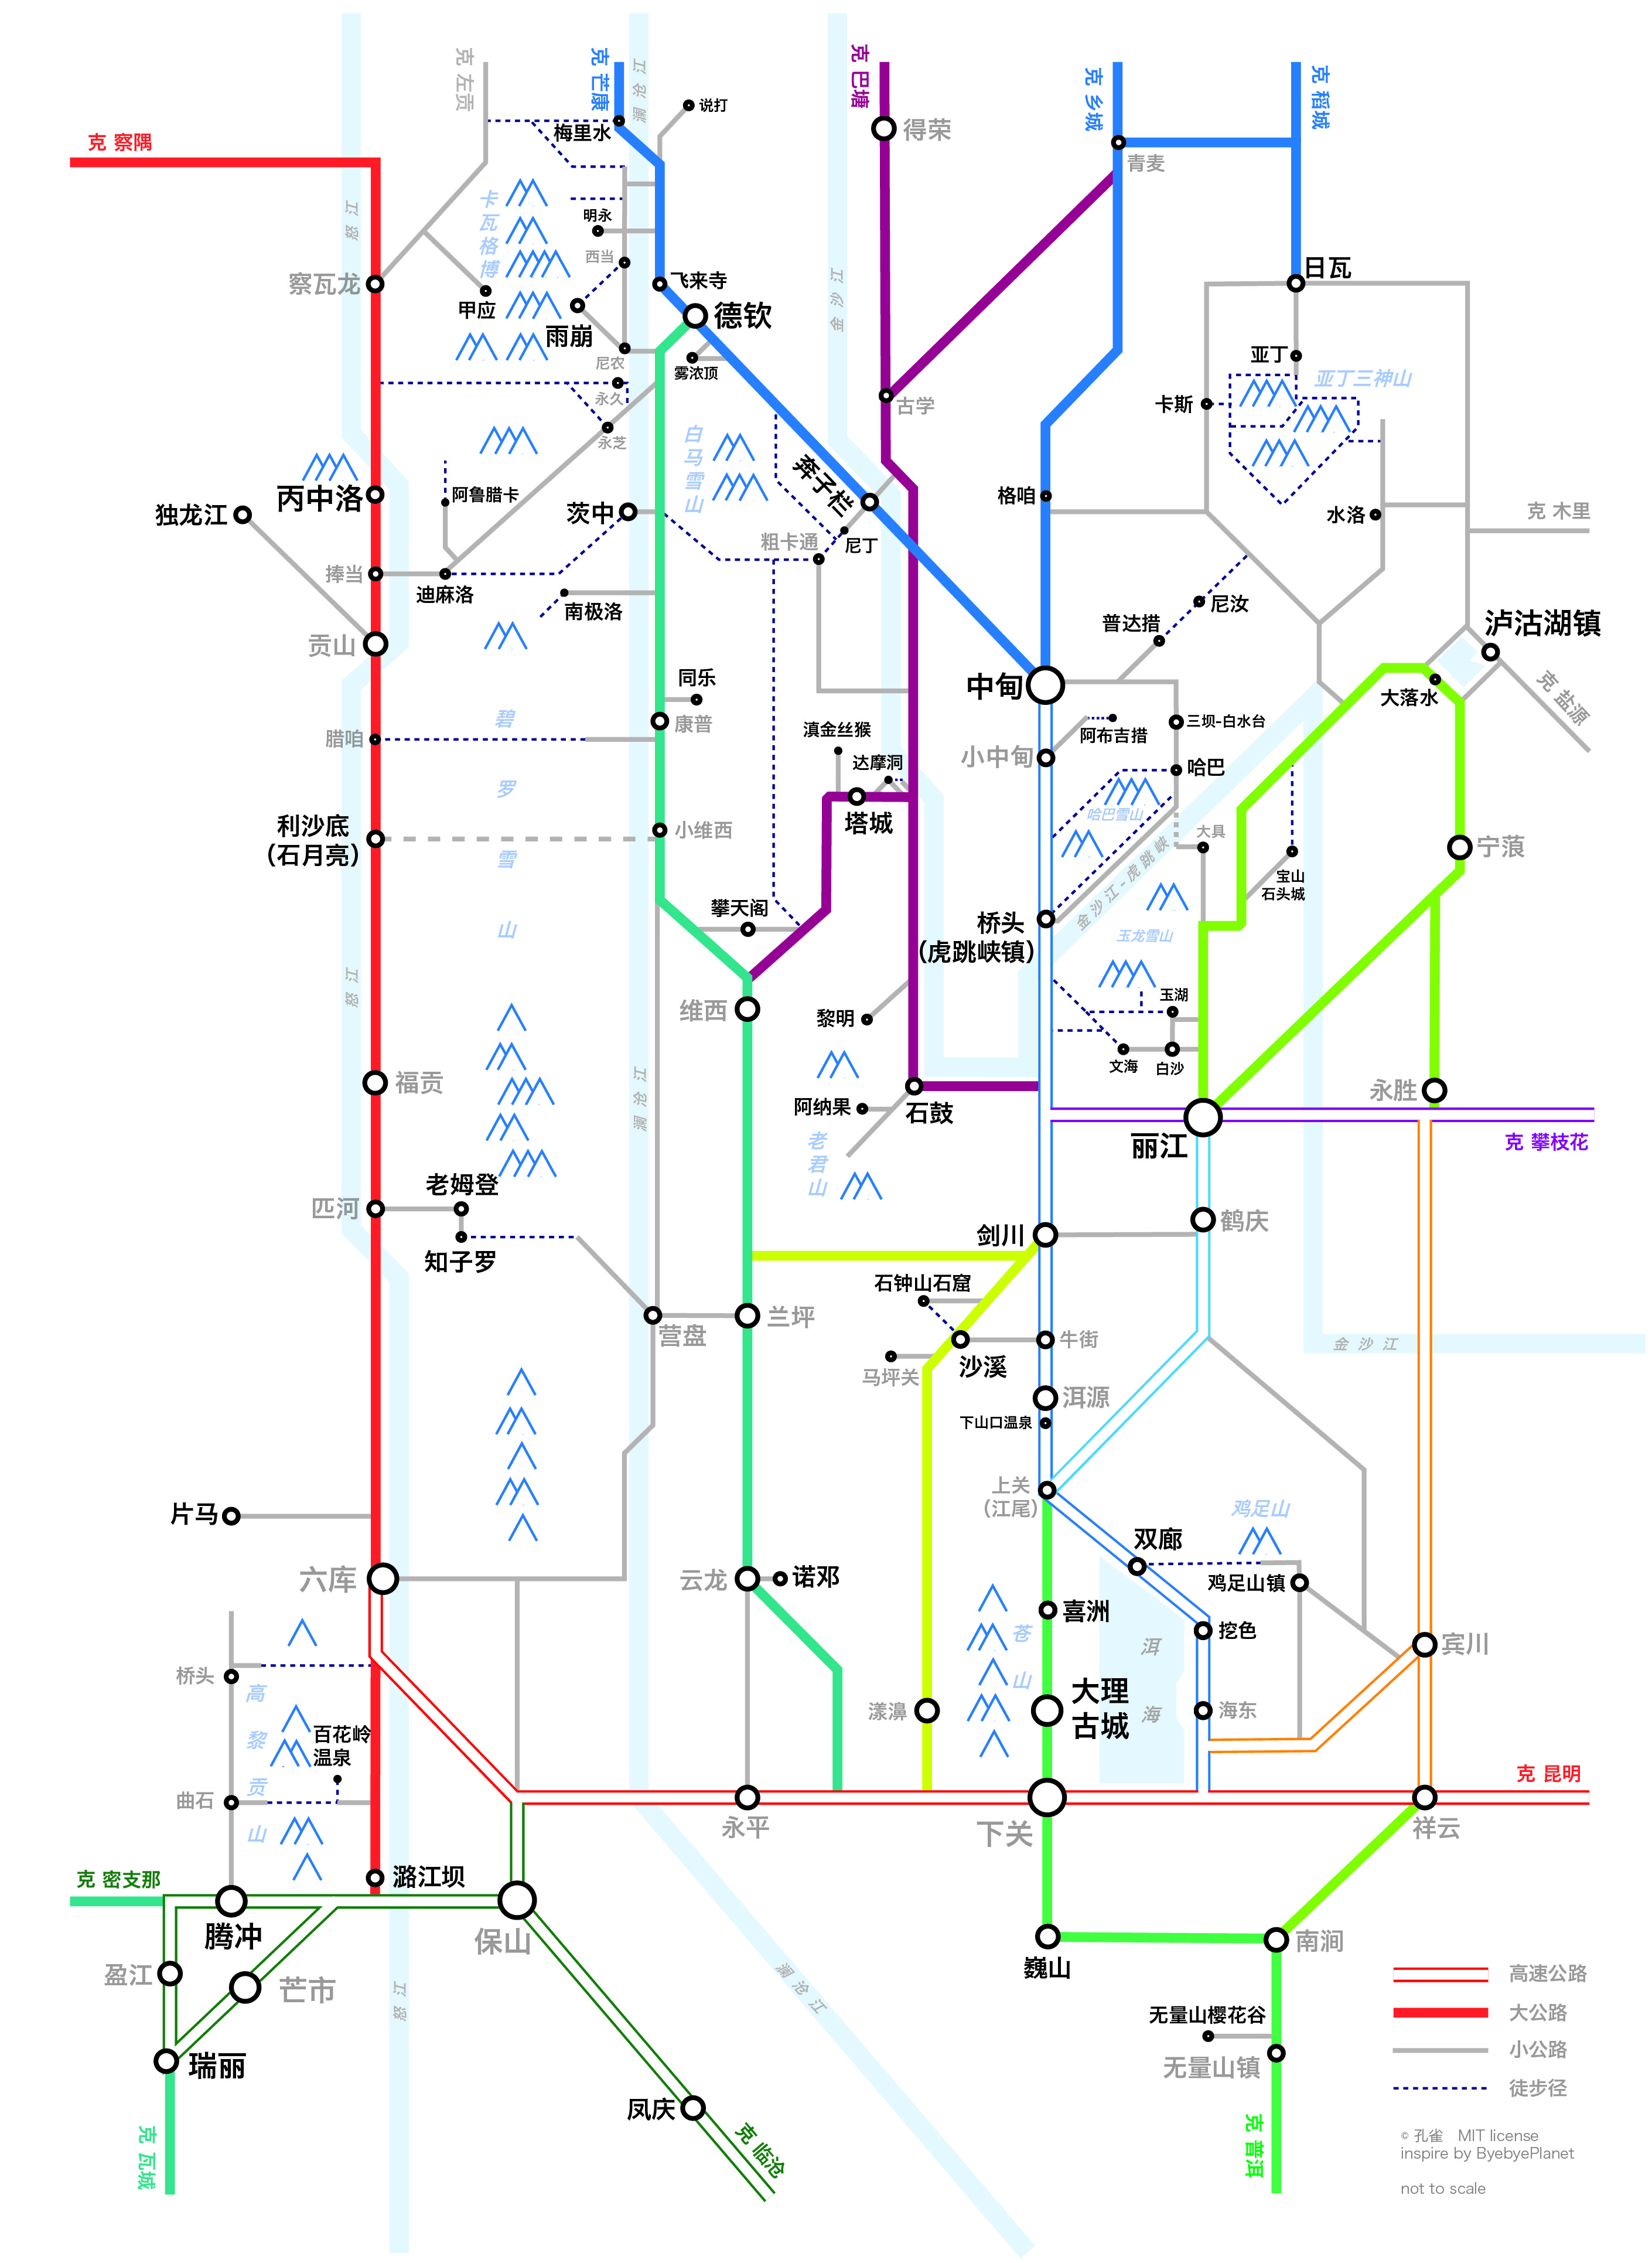 克 左贡
克 芒康
澜 沧 江
克 巴塘
克 乡城
克 稻城
说打
梅里水
得荣
克 察隅
青麦
怒 江
卡瓦格博
明永
西当
察瓦龙
甲应
飞来寺
金 沙 江
日瓦
雨崩
德钦
尼农
雾浓顶
亚丁
亚丁三神山
永久
永芝
古学
卡斯
白马雪山
奔子栏
丙中洛
阿鲁腊卡
格咱
独龙江
茨中
水洛
克 木里
粗卡通
尼丁
捧当
迪麻洛
南极洛
尼汝
普达措
泸沽湖镇
贡山
同乐
中甸
大落水
克 盐源
碧罗雪山
康普
滇金丝猴
三坝-白水台
阿布吉措
腊咱
小中甸
达摩洞
哈巴
哈巴雪山
利沙底
(石月亮)
小维西
塔城
大具
宁蒗
金沙江-虎跳峡
宝山
石头城
攀天阁
桥头
(虎跳峡镇)
玉龙雪山
怒 江
维西
黎明
玉湖
文海
白沙
福贡
澜 沧 江
阿纳果
石鼓
永胜
老君山
丽江
克 攀枝花
老姆登
匹河
鹤庆
剑川
知子罗
石钟山石窟
兰坪
营盘
沙溪
牛街
金 沙 江
马坪关
洱源
下山口温泉
上关
(江尾)
片马
双廊
鸡足山
六库
云龙
诺邓
鸡足山镇
喜洲
苍山
挖色
洱海
宾川
桥头
高黎贡山
大理
古城
漾濞
海东
百花岭
温泉
曲石
克 昆明
永平
下关
祥云
克 密支那
潞江坝
腾冲
保山
巍山
南涧
盈江
芒市
怒 江
澜 沧 江
高速公路
大公路
无量山樱花谷
小公路
瑞丽
无量山镇
徒步径
凤庆
克 瓦城
克 临沧
克 普洱
© 孔雀 MIT license
inspire by ByebyePlanet
not to scale